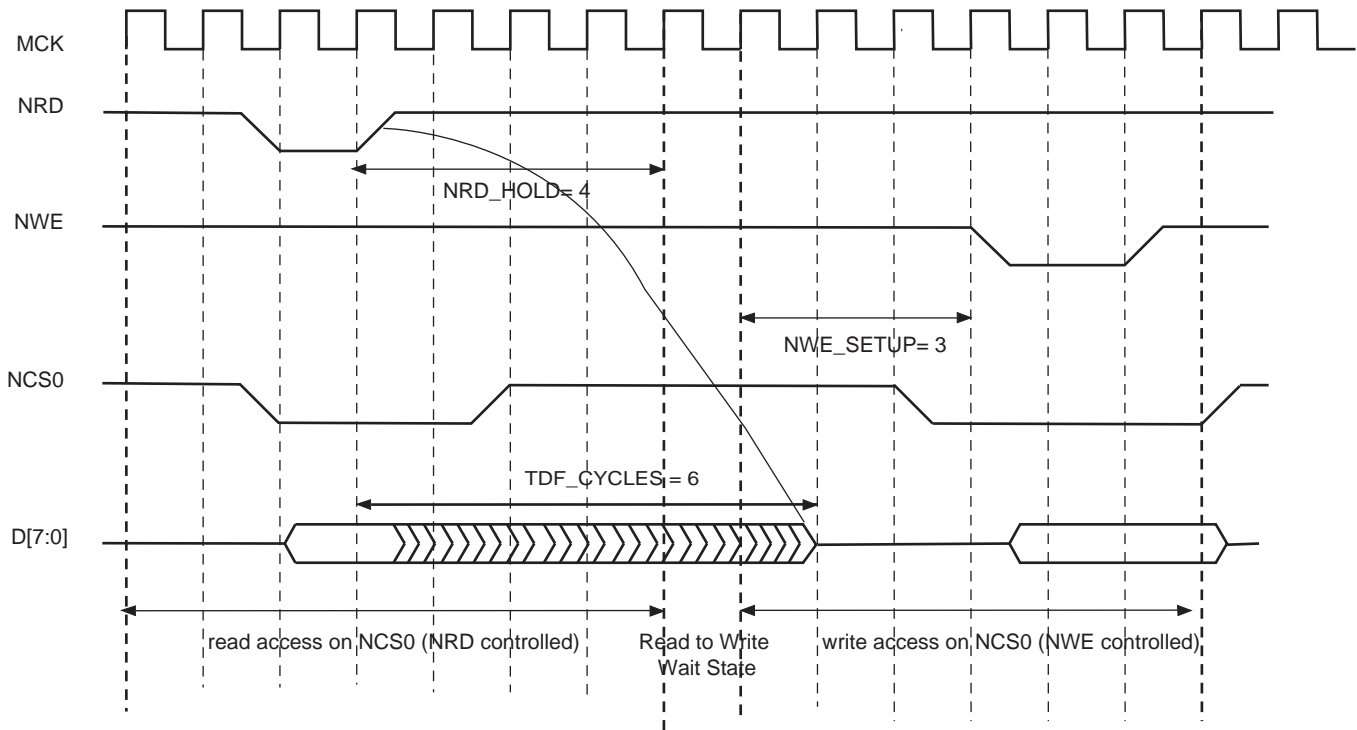 MCK
NRD
NRD_HOLD= 4
NWE
NWE_SETUP= 3
NCS0
TDF_CYCLES = 6
D[7:0]
read access on NCS0 (NRD controlled)
Read to Write
Wait State
write access on NCS0 (NWE controlled)